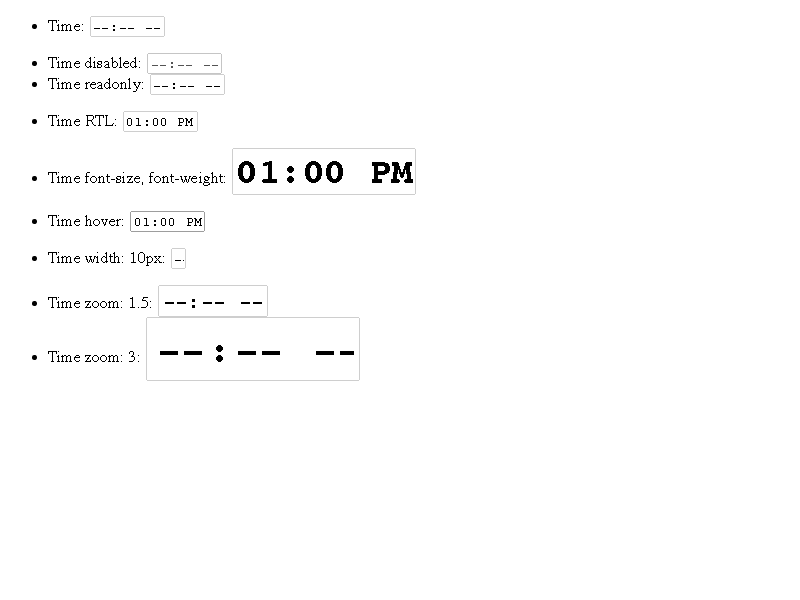 Time: --:-- --
Time disabled: --:-- --
Time readonly: --:-- --
Time RTL: 01:00 PM
Time font-size, font-weight: 01:00 PM
Time hover: 01:00 PM
Time width: 10px: --
Time zoom: 1.5: --:-- --
Time zoom: 3: --:-- --